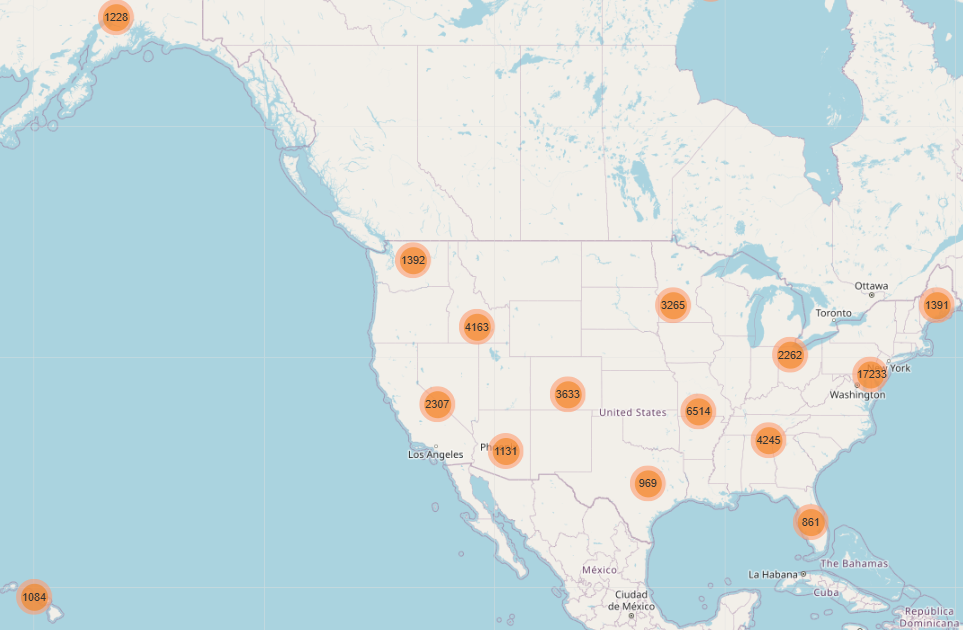 1228
1392
Ottawa
3265
1391
Toronto
4163
2262
York
17233
Washington
3633
2307
United States
6514
4245
Ph
1131
Los Angeles
969
861
The Bahamas
México
La Habana
Cuba
1084
Ciudad
de México
República
Dominicana